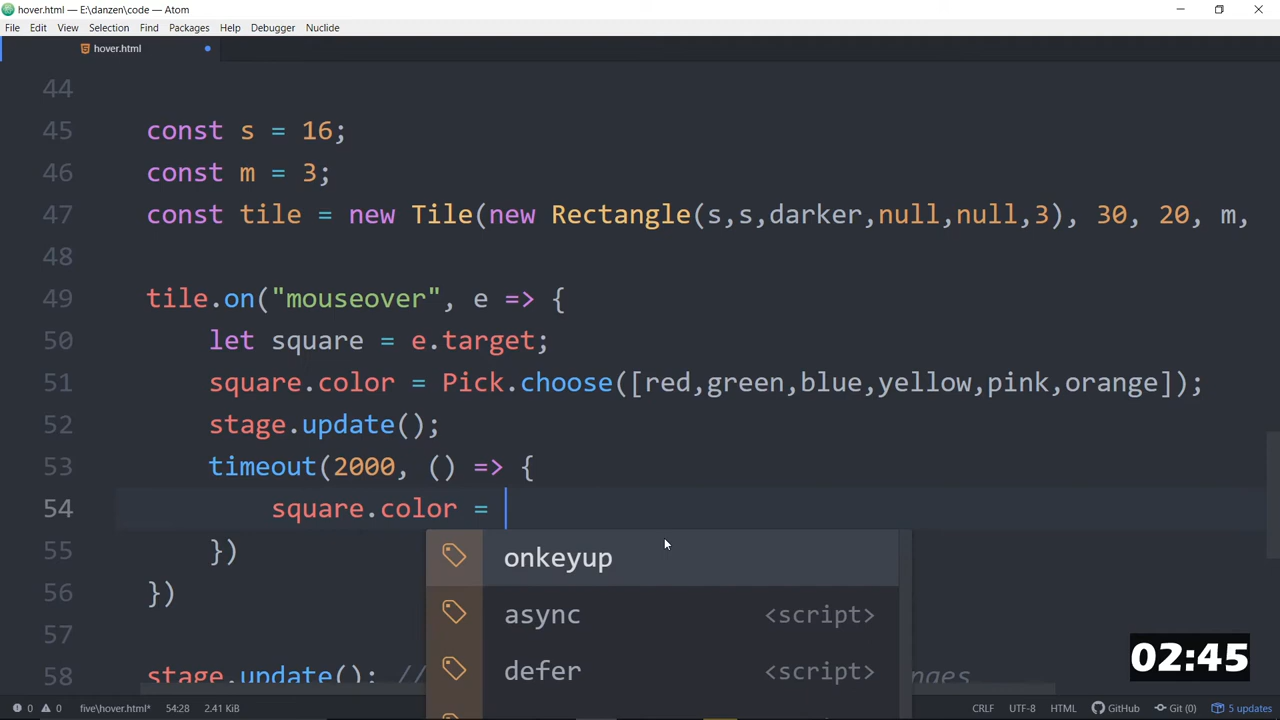 hover.html — E:\danzen\code — Atom
File Edit View Selection Find Packages Help Debugger Nuclide
hover.html
44
45 const s = 16;
46 const m = 3;
47 const tile = new Tile(new Rectangle(s,s,darker,null,null,3), 30, 20, m,
48
49 tile.on("mouseover", e => {
50 let square = e.target;
51 square.color = Pick.choose([red,green,blue,yellow,pink,orange]);
52 stage.update();
53 timeout(2000, () => {
54 square.color =
onkeyup
55 })
56 })
async <script>
57
defer <script>
58 stage.update(); // nges
02:45
0 0 five\hover.html* 54:28 2.41 KiB CRLF UTF-8 HTML GitHub Git (0) 5 updates